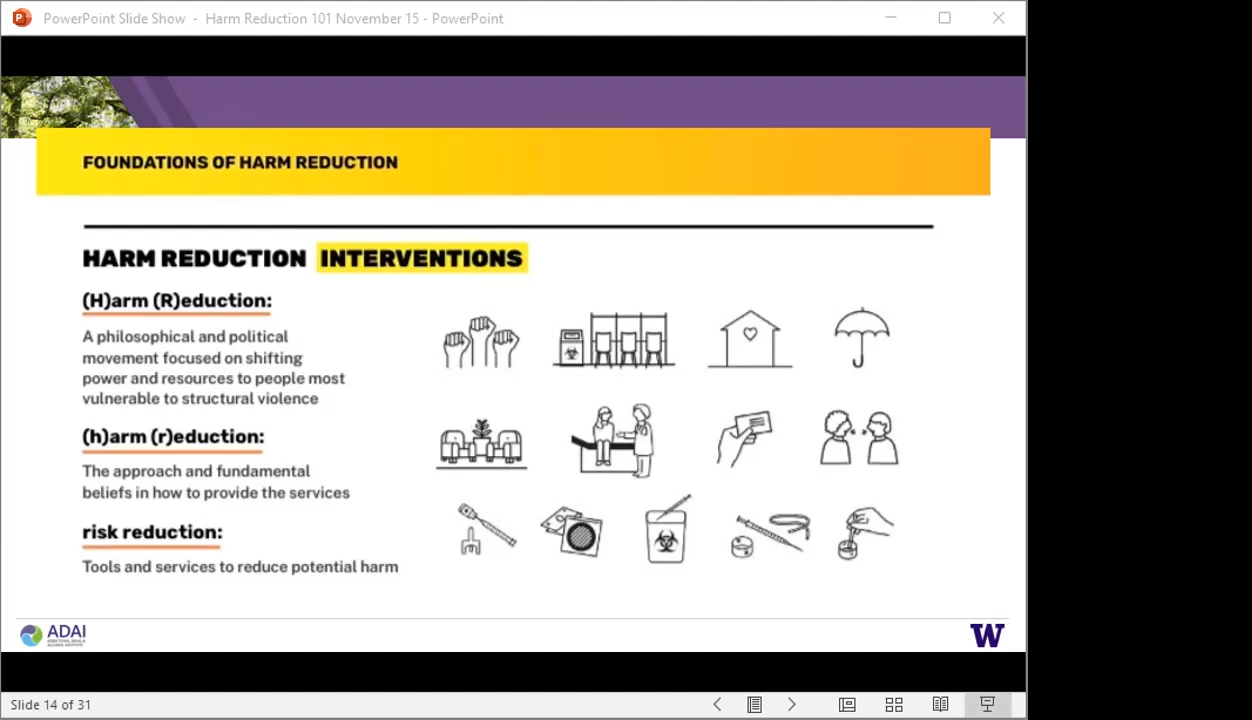 PowerPoint Slide Show - Harm Reduction 101 November 15 - PowerPoint
FOUNDATIONS OF HARM REDUCTION
HARM REDUCTION INTERVENTIONS
(H)arm (R)eduction:
A philosophical and political
movement focused on shifting
power and resources to people most
vulnerable to structural violence
(h)arm (r)eduction:
The approach and fundamental
beliefs in how to provide the services
risk reduction:
Tools and services to reduce potential harm
ADAI
W
Slide 14 of 31